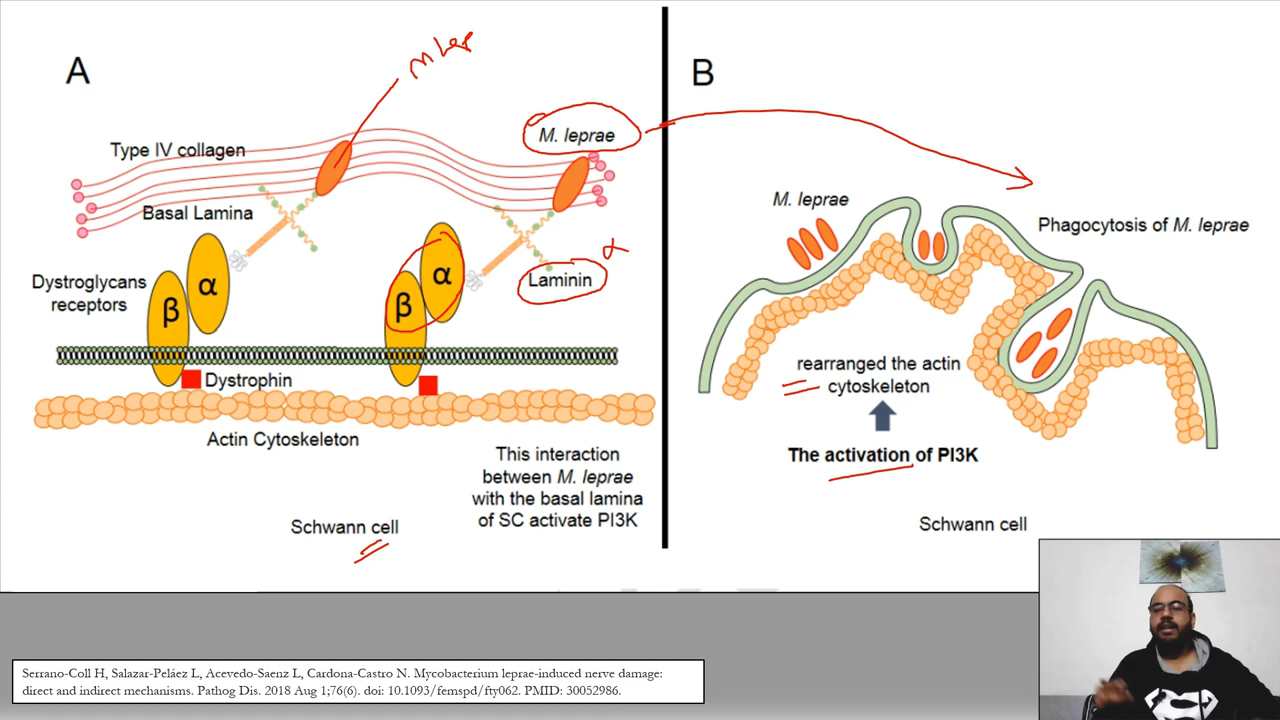 A
M lep
Type IV collagen
M. leprae
Basal Lamina
α
Dystroglycans
receptors
β
α
β
α
Laminin
Dystrophin
Actin Cytoskeleton
This interaction
between M. leprae
with the basal lamina
of SC activate PI3K
Schwann cell
B
M. leprae
Phagocytosis of M. leprae
rearranged the actin
cytoskeleton
The activation of PI3K
Schwann cell
Serrano-Coll H, Salazar-Peláez L, Acevedo-Saenz L, Cardona-Castro N. Mycobacterium leprae-induced nerve damage:
direct and indirect mechanisms. Pathog Dis. 2018 Aug 1;76(6). doi: 10.1093/femspd/fty062. PMID: 30052986.